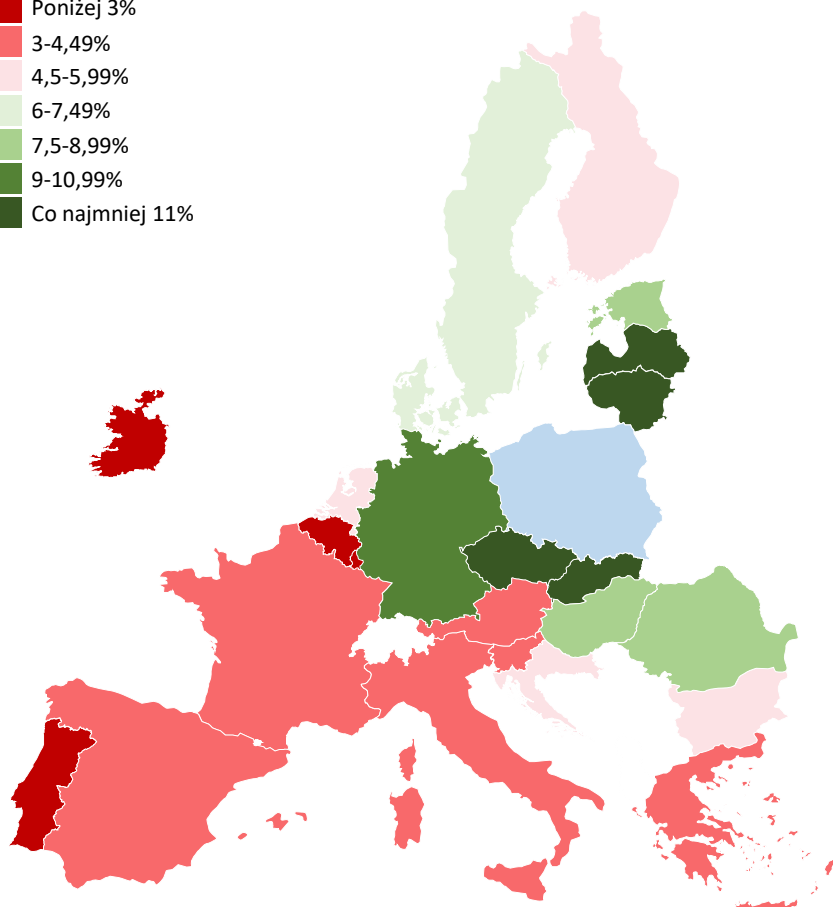 Poniżej 3%
3-4,49%
4,5-5,99%
6-7,49%
7,5-8,99%
9-10,99%
Co najmniej 11%